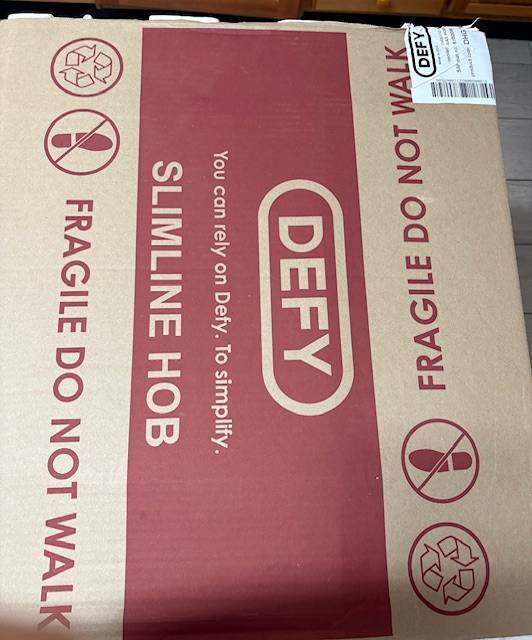 FRAGILE DO NOT WALK
DEFY
You can rely on Defy. To simplify.
SLIMLINE HOB
FRAGILE DO NOT WALK
DEFY